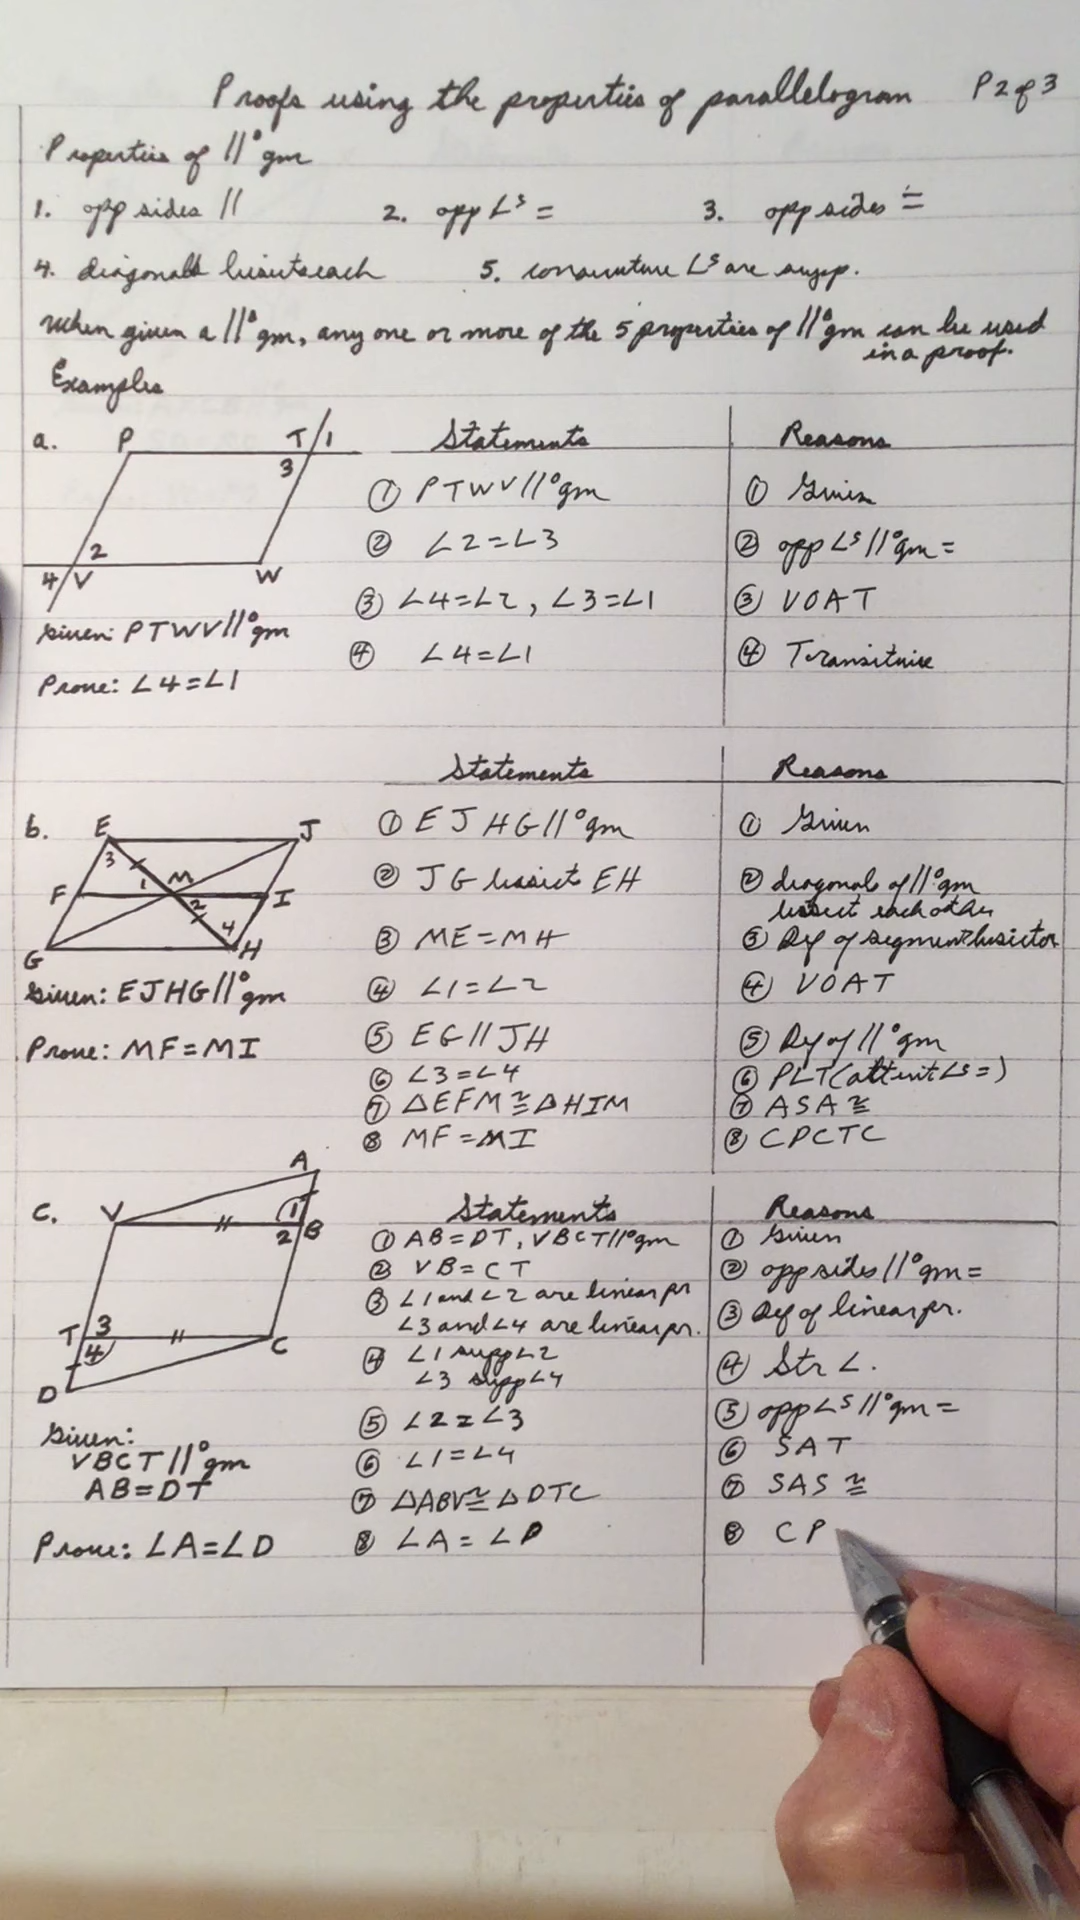 Proofs using the properties of parallelogram P 2 of 3
Properties of ||°gm
1. opp sides || 2. opp ∠s = 3. opp sides =
4. diagonals bisects each 5. consecutive ∠s are supp.
When given a ||°gm, any one or more of the 5 properties of ||°gm can be used
in a proof.
Examples
a. P T 1 3 2 4 V W
Given: PTWV ||°gm
Prove: ∠4=∠1
Statements Reasons
① PTWV ||°gm ① Given
② ∠2=∠3 ② opp ∠s ||°gm =
③ ∠4=∠2, ∠3=∠1 ③ VOAT
④ ∠4=∠1 ④ Transitive
b. E J 3 M F 1 2 I 4 G H
Given: EJHG ||°gm
Prove: MF=MI
Statements Reasons
① EJHG ||°gm ① Given
② JG bisect EH ② diagonals of ||°gm
bisect each other
③ ME=MH ③ Def of segment bisector
④ ∠1=∠2 ④ VOAT
⑤ EG || JH ⑤ Def of ||°gm
⑥ ∠3=∠4 ⑥ PLT (alt int ∠s =)
⑦ △EFM≅△HIM ⑦ ASA ≅
⑧ MF=MI ⑧ CPCTC
c. A V 1 B 2 T 3 4 C D
Given:
VBCT ||°gm
AB=DT
Prove: ∠A=∠D
Statements Reasons
① AB=DT, VBCT ||°gm ① Given
② VB=CT ② opp sides ||°gm =
③ ∠1 and ∠2 are linear pr ③ Def of linear pr.
∠3 and ∠4 are linear pr.
④ ∠1 supp ∠2 ④ Str ∠.
∠3 supp ∠4
⑤ ∠2=∠3 ⑤ opp ∠s ||°gm =
⑥ ∠1=∠4 ⑥ SAT
⑦ △ABV≅△DTC ⑦ SAS ≅
⑧ ∠A=∠D ⑧ CP